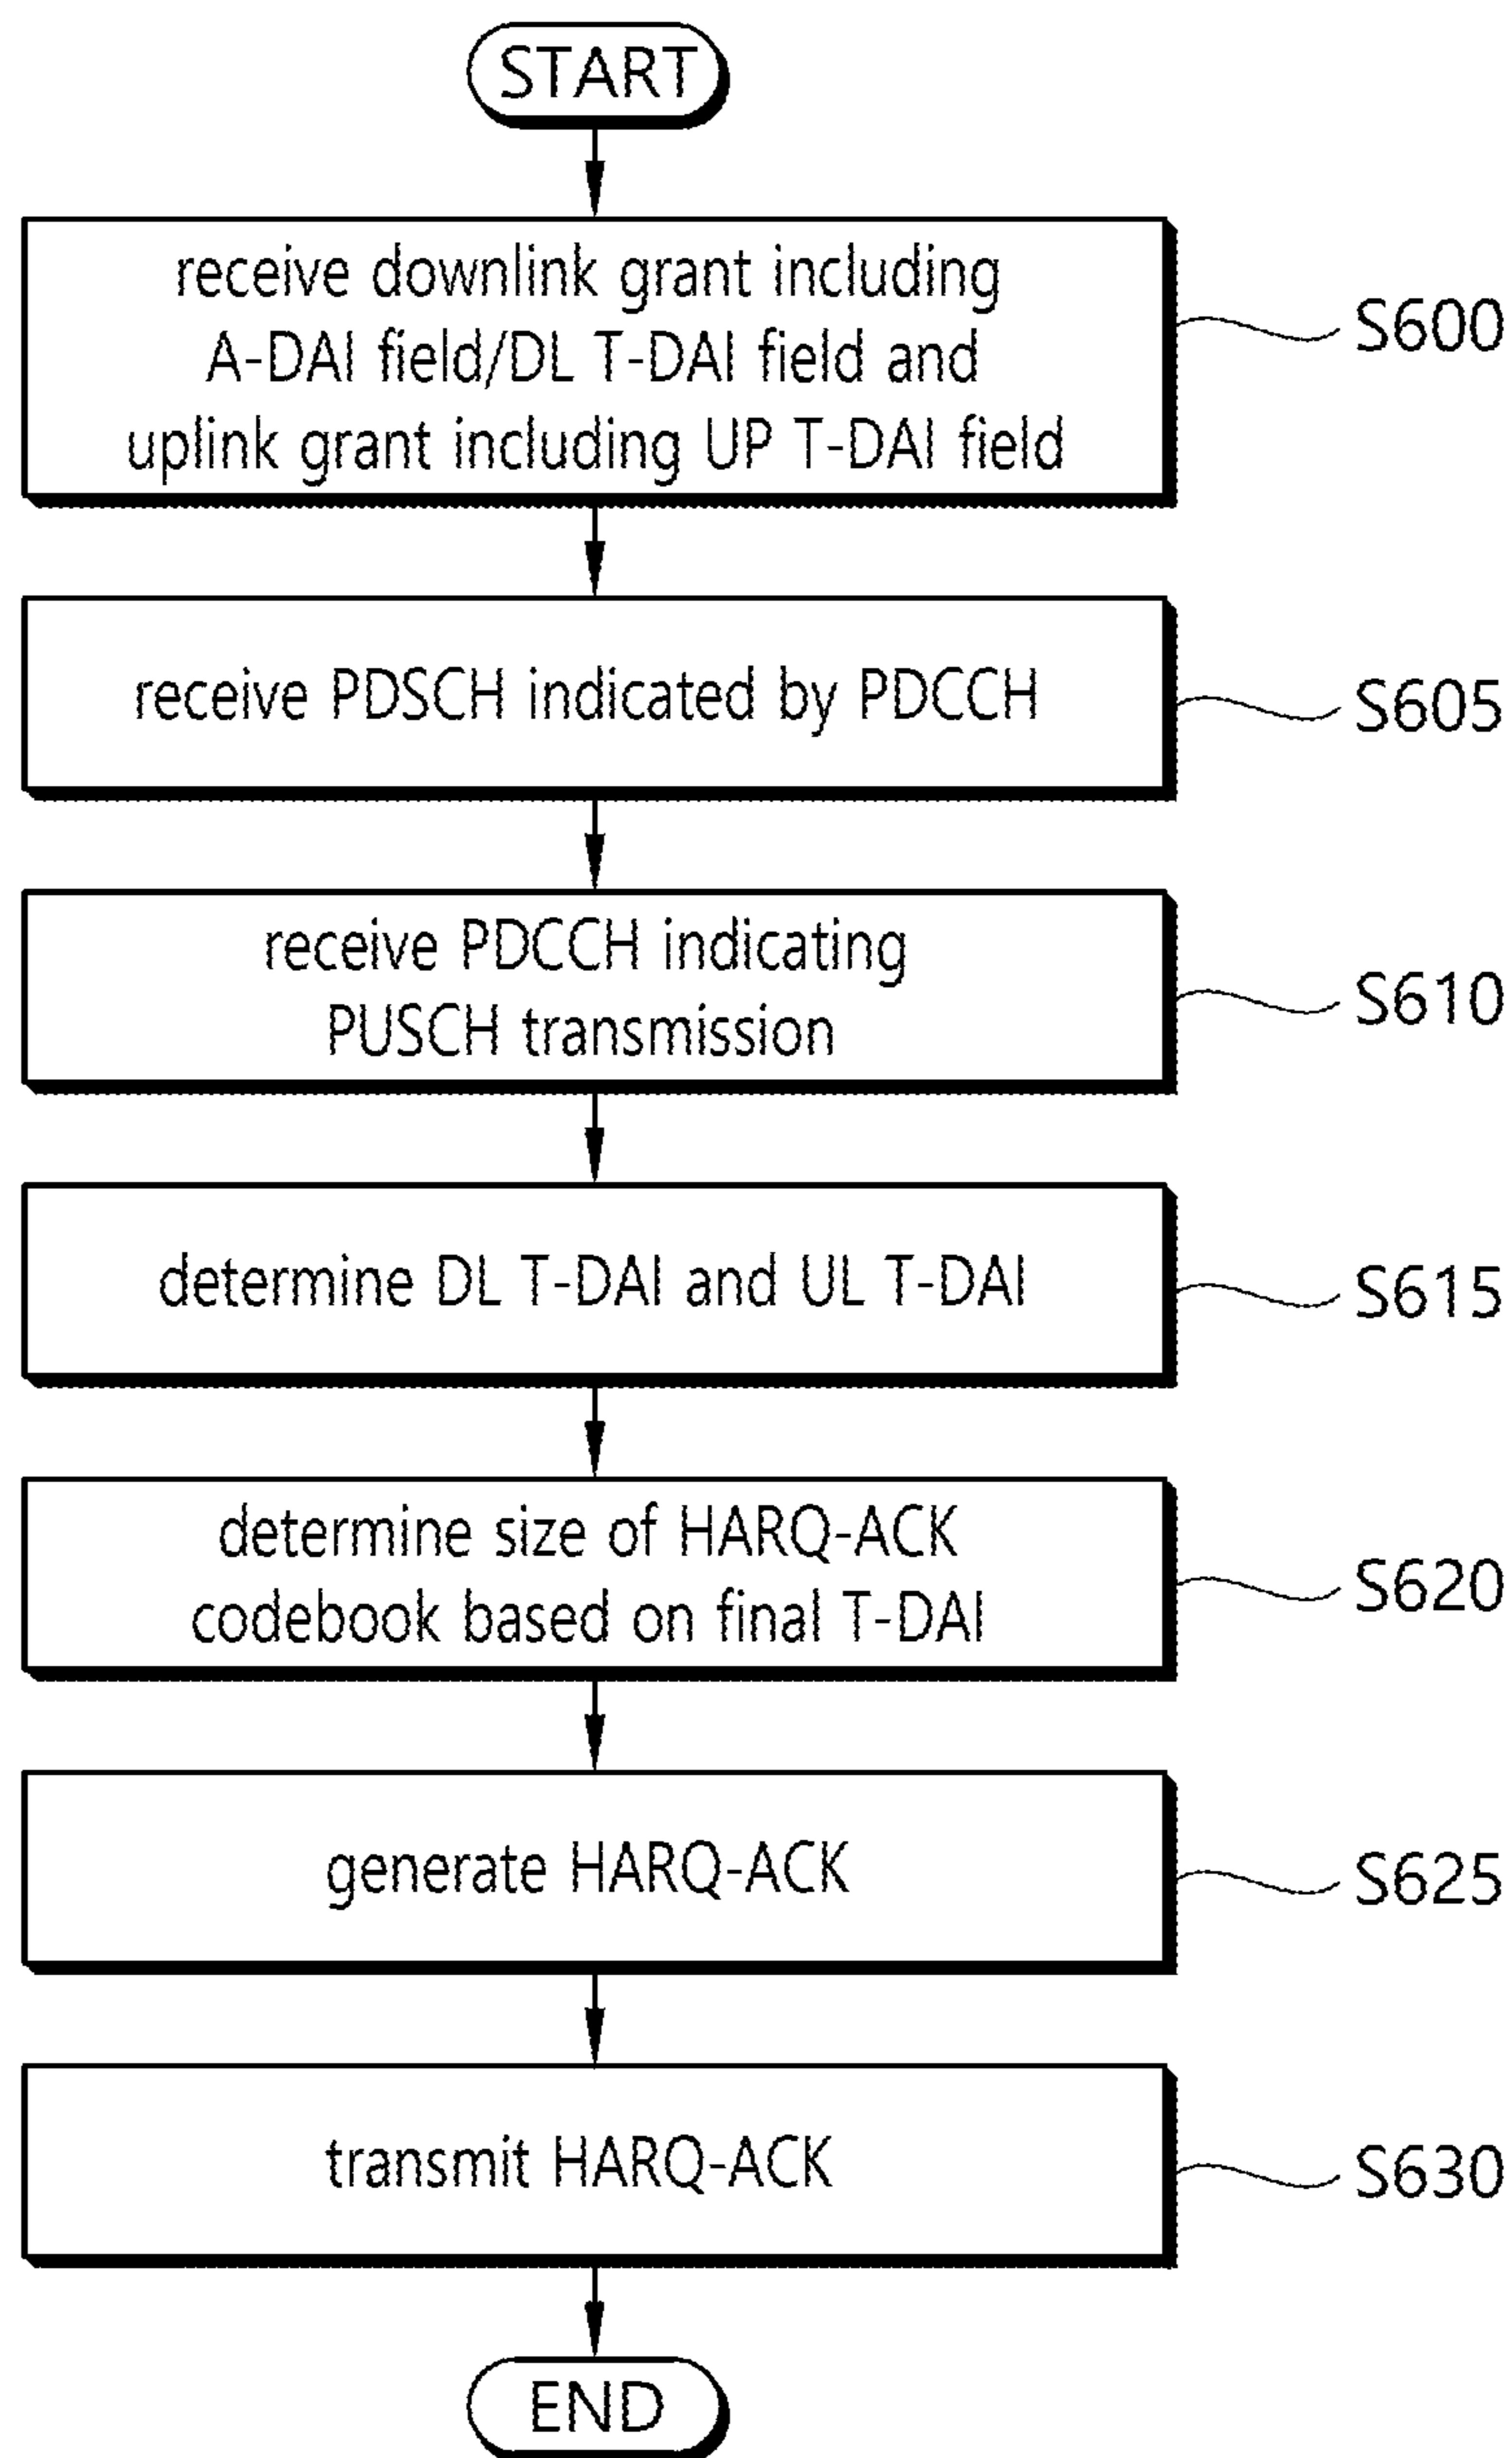 START
receive downlink grant including
A-DAI field/DL T-DAI field and
uplink grant including UP T-DAI field
S600
receive PDSCH indicated by PDCCH
S605
receive PDCCH indicating
PUSCH transmission
S610
determine DL T-DAI and UL T-DAI
S615
determine size of HARQ-ACK
codebook based on final T-DAI
S620
generate HARQ-ACK
S625
transmit HARQ-ACK
S630
END